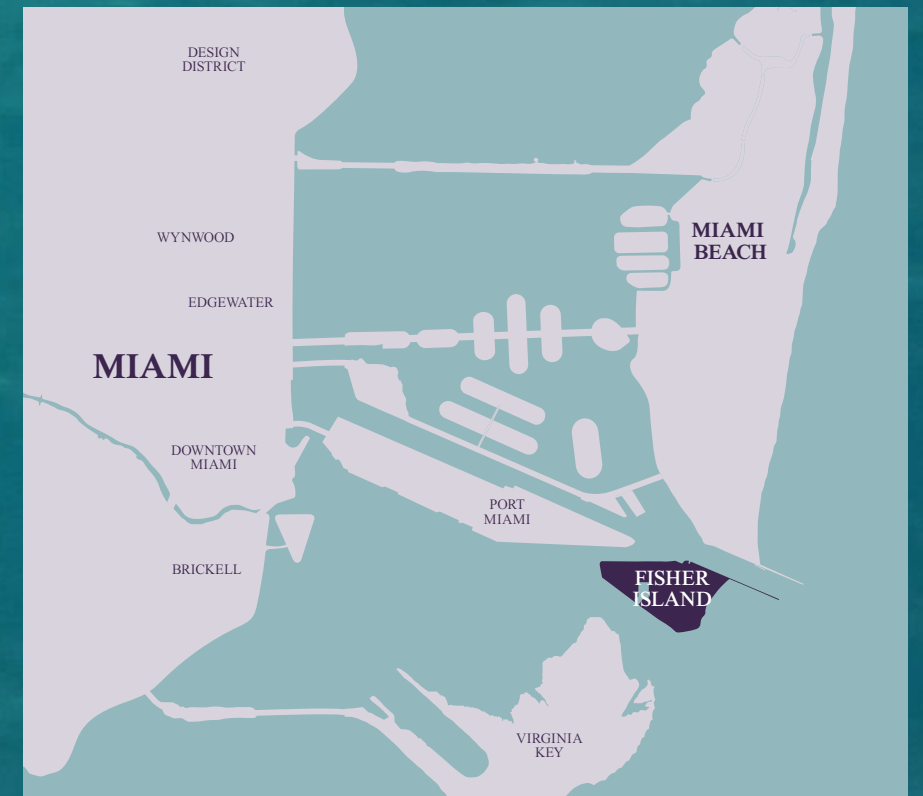 DESIGN
DISTRICT
WYNWOOD
MIAMI
BEACH
EDGEWATER
MIAMI
DOWNTOWN
MIAMI
PORT
MIAMI
BRICKELL
FISHER
ISLAND
VIRGINIA
KEY